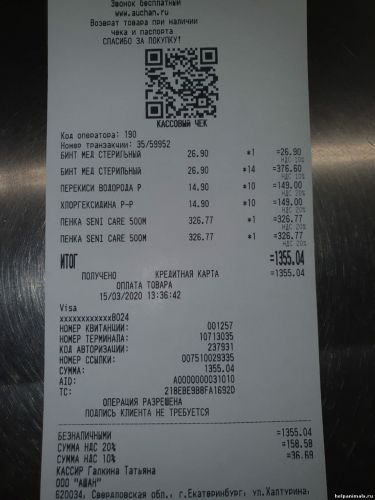 Звонок бесплатный
www.auchan.ru
Возврат товара при наличии
чека и паспорта
СПАСИБО ЗА ПОКУПКУ!
КАССОВЫЙ ЧЕК
Код оператора: 190
Номер транзакции: 35/59952
БИНТ МЕД СТЕРИЛЬНЫЙ 26.90 *1 =26.90
НДС 10%
БИНТ МЕД СТЕРИЛЬНЫЙ 26.90 *14 =376.60
НДС 10%
ПЕРЕКИСИ ВОДОРОДА Р 14.90 *10 =149.00
НДС 20%
ХЛОРГЕКСИДИНА Р-Р 14.90 *10 =149.00
НДС 20%
ПЕНКА SENI CARE 500М 326.77 *1 =326.77
НДС 20%
ПЕНКА SENI CARE 500М 326.77 *1 =326.77
НДС 20%
ИТОГ =1355.04
ПОЛУЧЕНО КРЕДИТНАЯ КАРТА =1355.04
ОПЛАТА ТОВАРА
15/03/2020 13:36:42
Visa
xxxxxxxxxxxx8024
НОМЕР КВИТАНЦИИ: 001257
НОМЕР ТЕРМИНАЛА: 10713035
КОД АВТОРИЗАЦИИ: 237931
НОМЕР ССЫЛКИ: 007510029335
СУММА: 1355.04
AID: A0000000031010
TC: 218EBE9B8FA1692D
ОПЕРАЦИЯ РАЗРЕШЕНА
ПОДПИСЬ КЛИЕНТА НЕ ТРЕБУЕТСЯ
БЕЗНАЛИЧНЫМИ =1355.04
СУММА НДС 20% =158.58
СУММА НДС 10% =36.69
КАССИР Галкина Татьяна
ООО "АШАН"
620034, Свердловская обл., г.Екатеринбург, ул.Халтурина,
helpanimals.ru